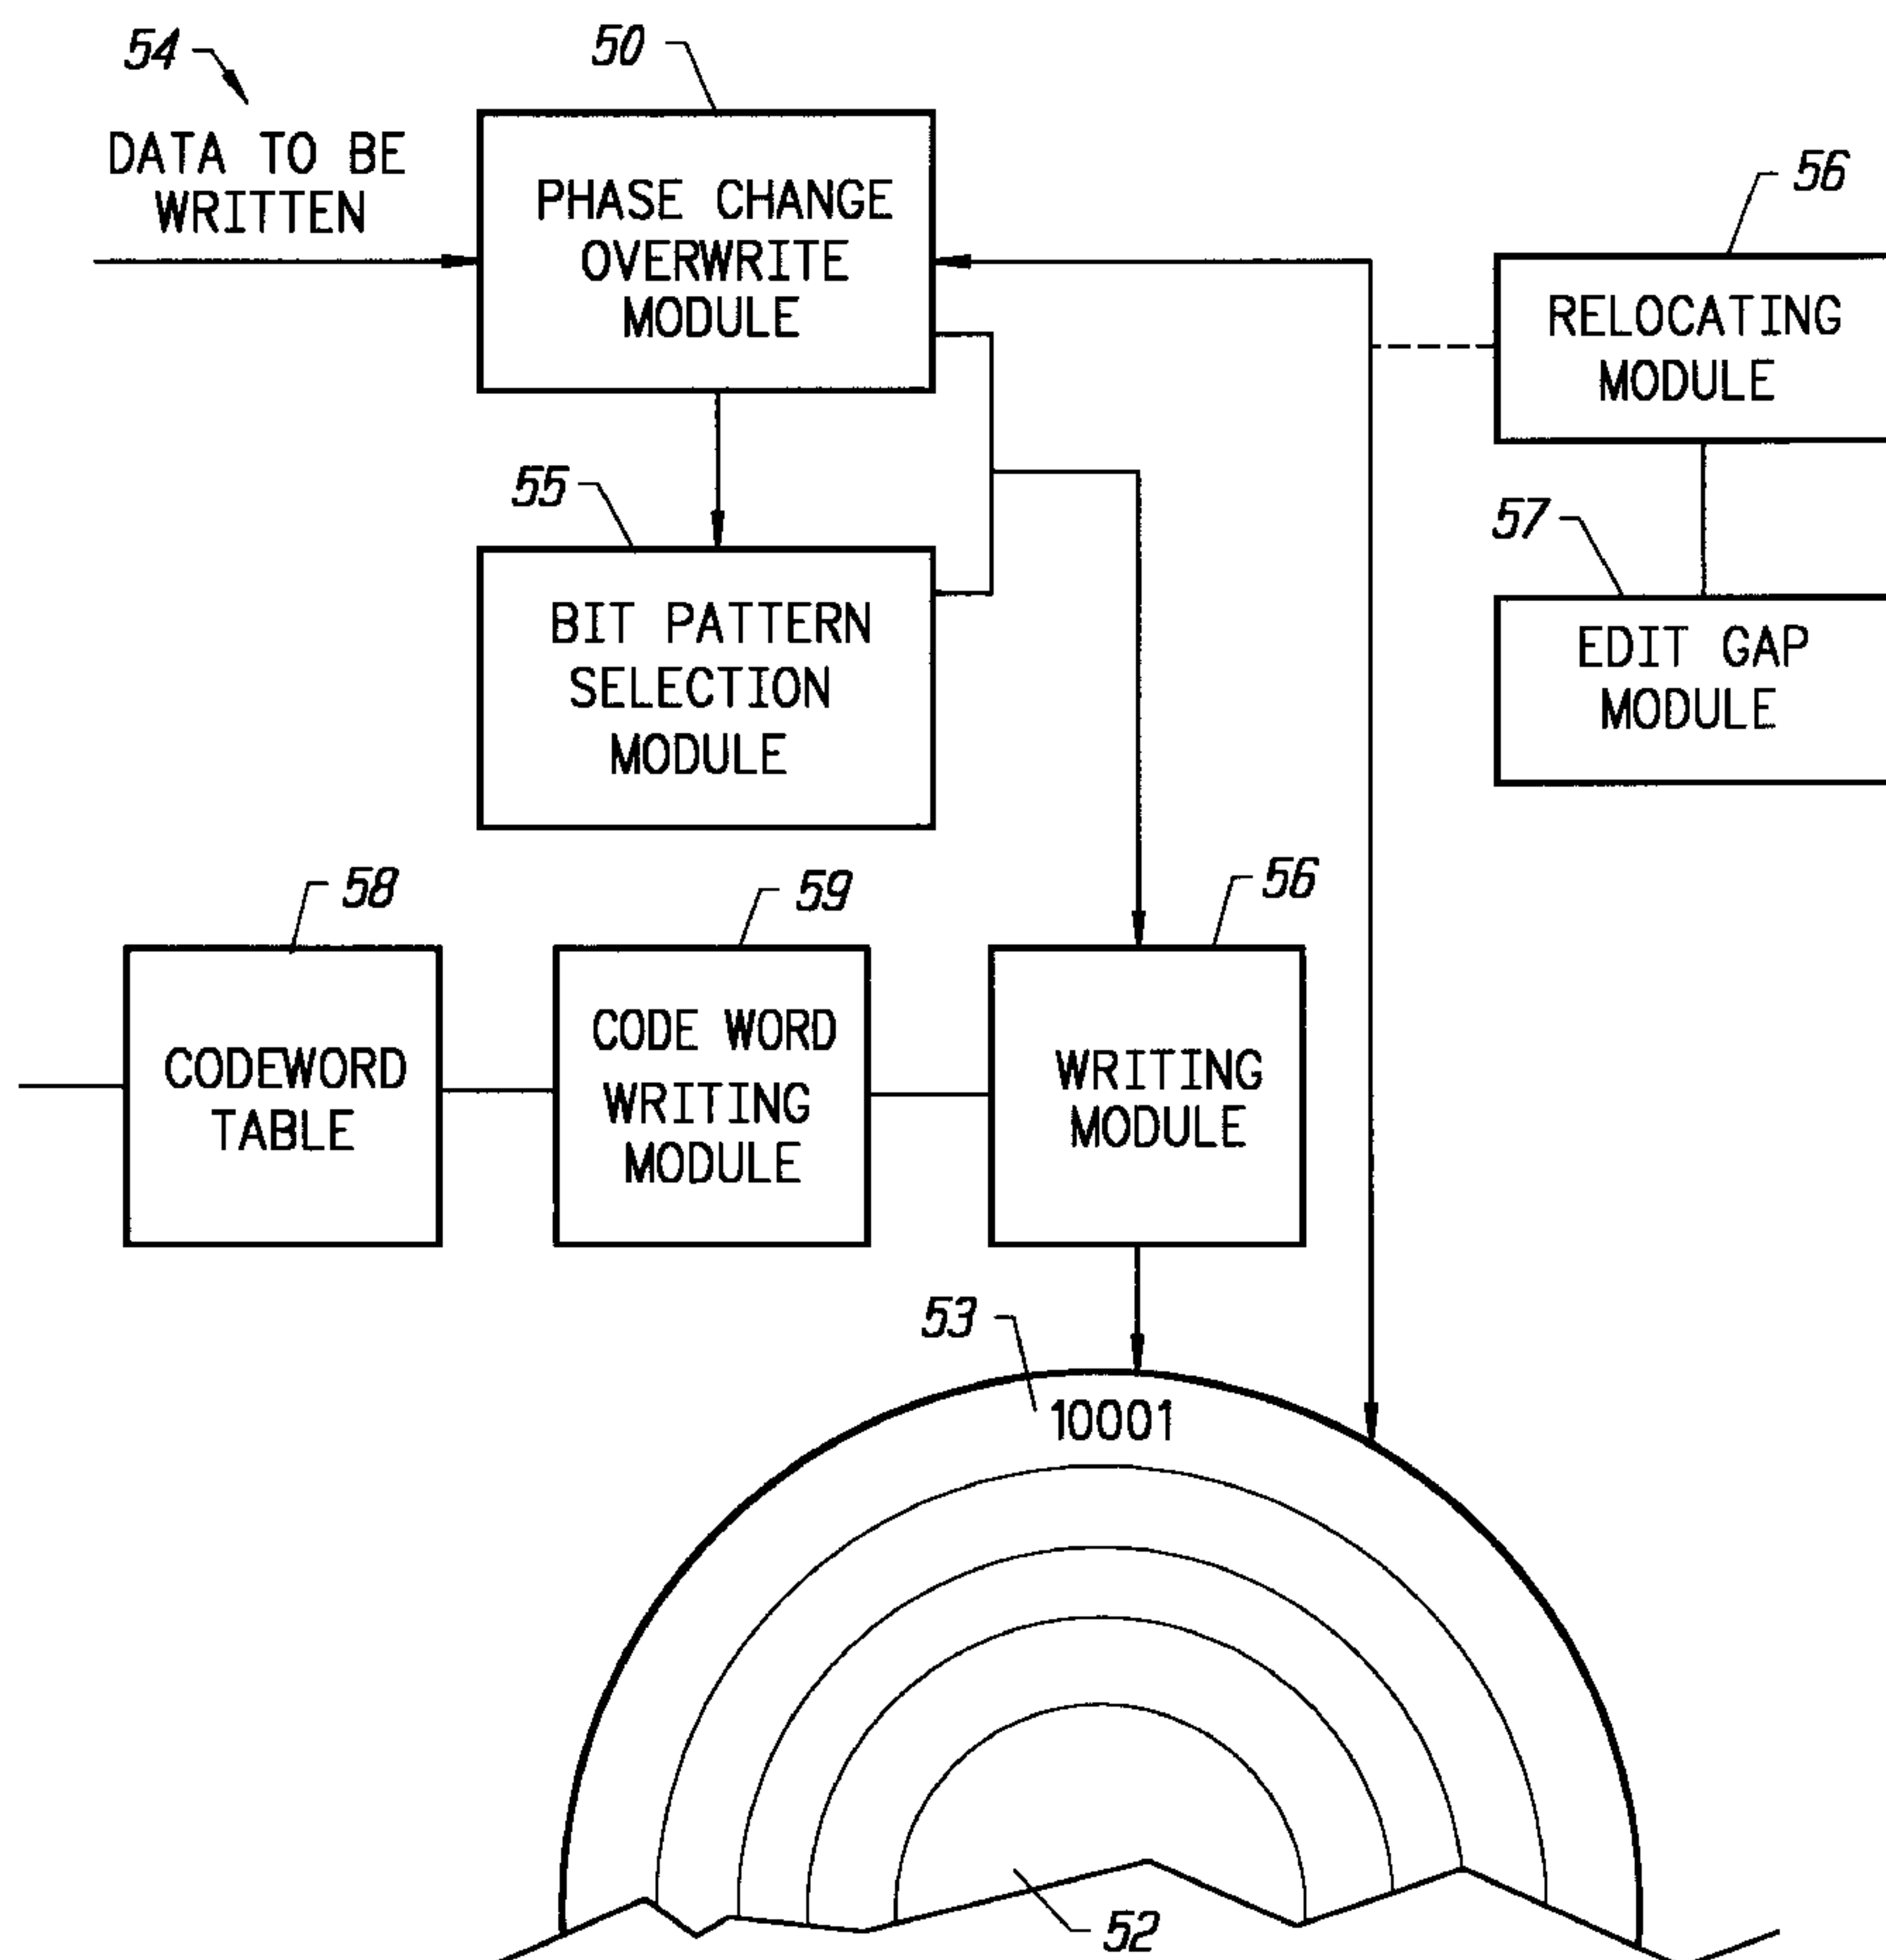 54
DATA TO BE
WRITTEN
50
PHASE CHANGE
OVERWRITE
MODULE
56
RELOCATING
MODULE
55
BIT PATTERN
SELECTION
MODULE
57
EDIT GAP
MODULE
58
CODEWORD
TABLE
59
CODE WORD
WRITING
MODULE
56
WRITING
MODULE
53
10001
52